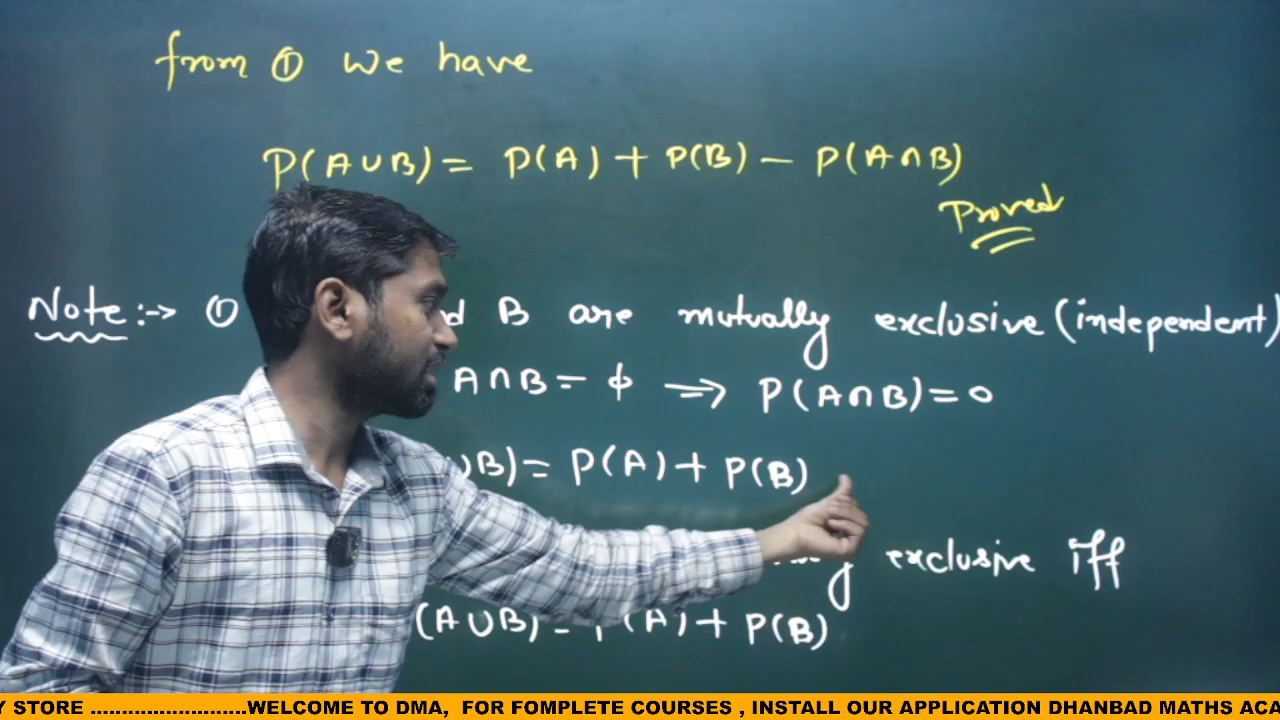 from ① we have
P(A∪B) = P(A) + P(B) – P(A∩B)
Proved
Note:→ ① B are mutually exclusive (independent)
A∩B = ϕ ⇒ P(A∩B) = 0
∪B) = P(A) + P(B)
exclusive iff
(A∪B) = P(A) + P(B)
Y STORE ........................WELCOME TO DMA, FOR FOMPLETE COURSES , INSTALL OUR APPLICATION DHANBAD MATHS ACA